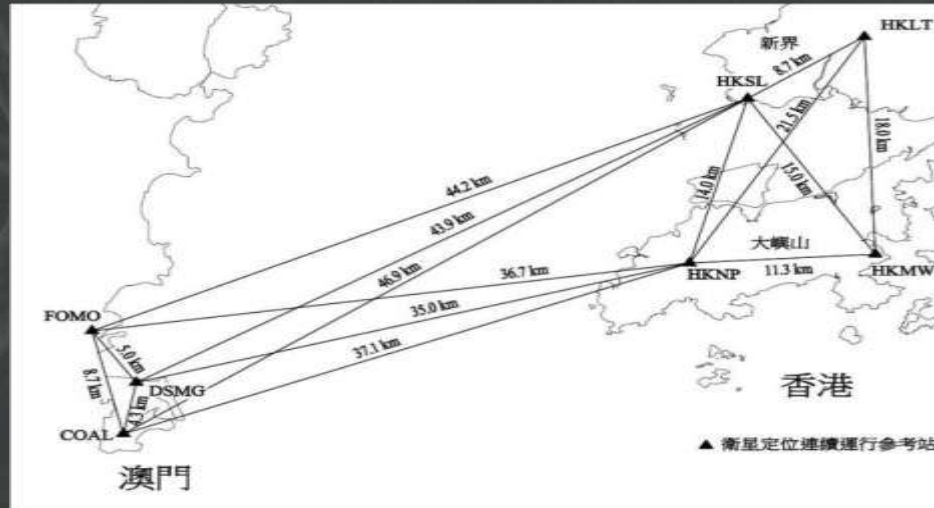 HKLT
新界
8.7 km
HKSL
21.5 km
18.0 km
44.2 km
14.0 km
15.0 km
43.9 km
46.9 km
大嶼山
36.7 km
HKNP
11.3 km
HKMW
35.0 km
FOMO
37.1 km
5.0 km
8.7 km
DSMG
4.3 km
香港
COAL
▲ 衛星定位連續運行參考站
澳門